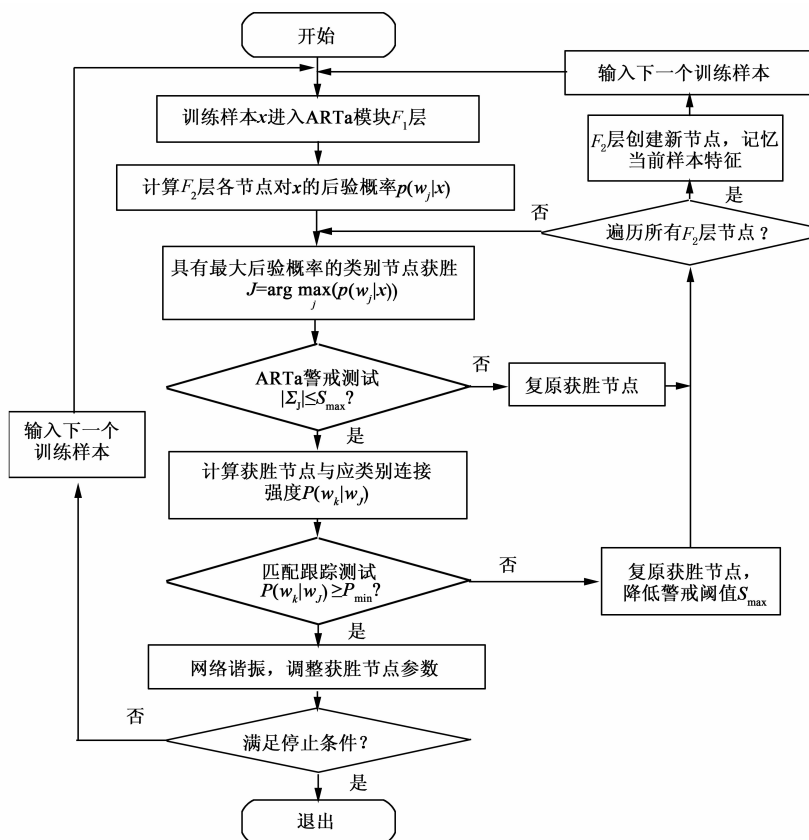 开始
输入下一个训练样本
训练样本x进入ARTa模块F₁层
F₂层创建新节点，记忆
当前样本特征
计算F₂层各节点对x的后验概率p(wⱼ|x)
是
否
遍历所有F₂层节点？
具有最大后验概率的类别节点获胜
J=arg max(p(wⱼ|x))
j
ARTa警戒测试
|Σ_J|≤S_max?
否
复原获胜节点
是
输入下一个
训练样本
计算获胜节点与应类别连接
强度P(w_k|w_J)
匹配跟踪测试
P(w_k|w_J)≥P_min?
否
复原获胜节点，
降低警戒阈值S_max
是
网络谐振，调整获胜节点参数
否
满足停止条件？
是
退出